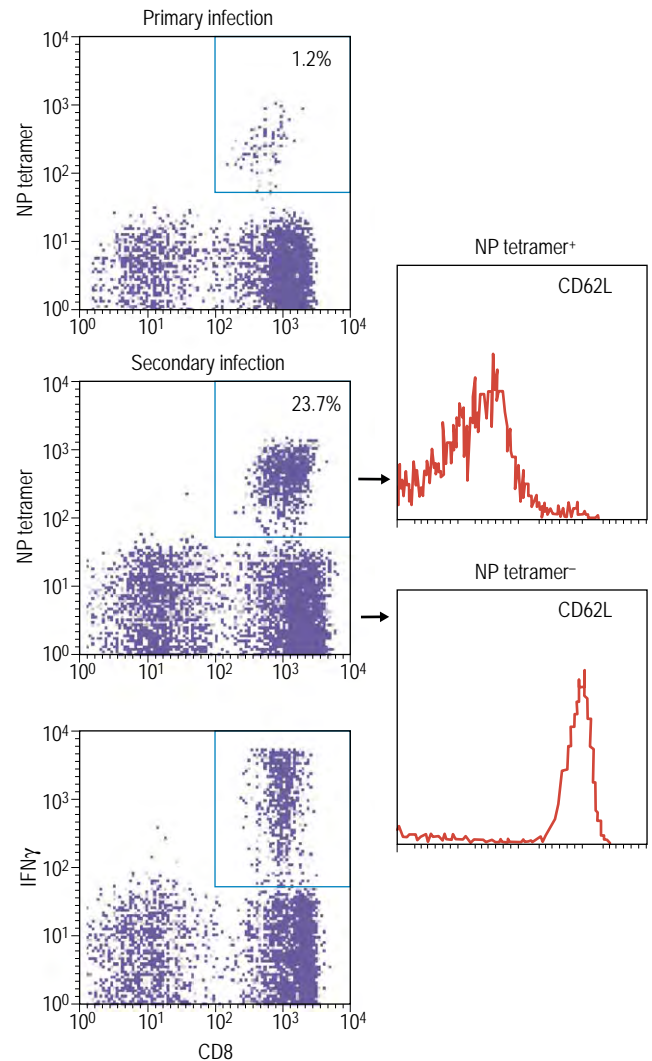 Primary infection
10⁴
10³
10²
10¹
10⁰
NP tetramer
1.2%
10⁰ 10¹ 10² 10³ 10⁴
Secondary infection
10⁴
10³
10²
10¹
10⁰
NP tetramer
23.7%
10⁰ 10¹ 10² 10³ 10⁴
NP tetramer⁺
CD62L
NP tetramer⁻
CD62L
10⁴
10³
10²
10¹
10⁰
IFNγ
10⁰ 10¹ 10² 10³ 10⁴
CD8